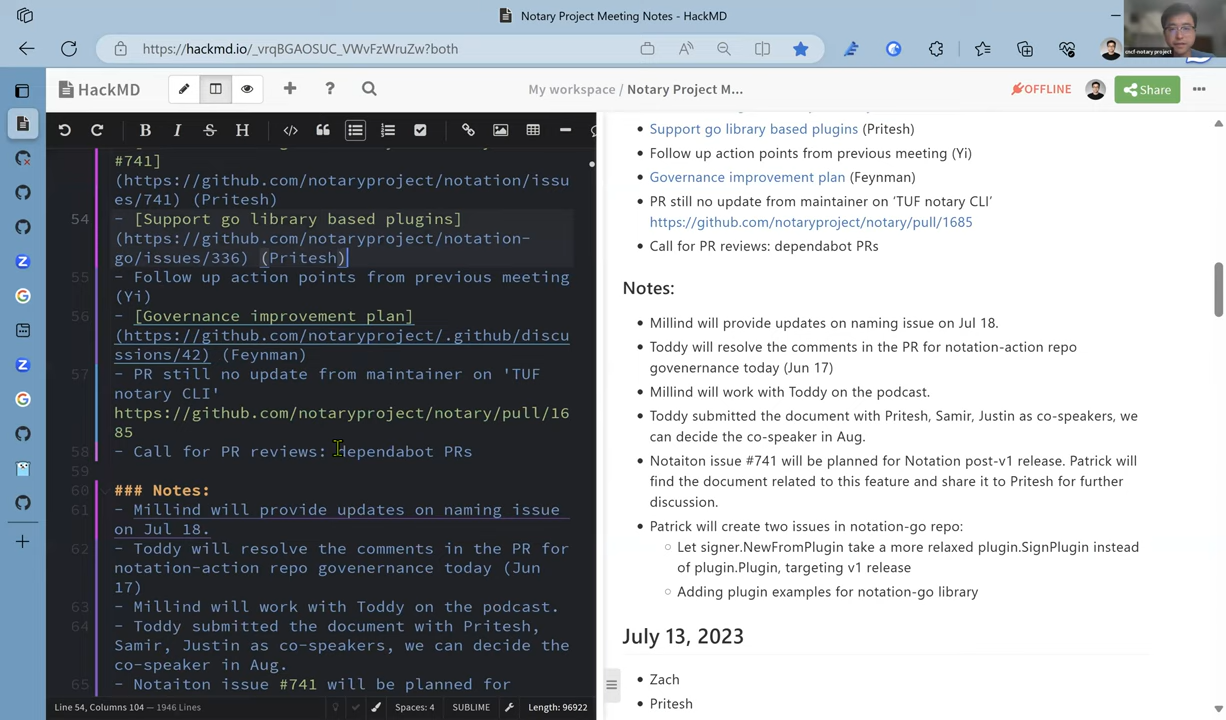 Notary Project Meeting Notes - HackMD
https://hackmd.io/_vrqBGAOSUC_VWvFzWruZw?both
cncf-notary project
HackMD
My workspace / Notary Project M...
OFFLINE
Share
#741]
(https://github.com/notaryproject/notation/issu
es/741) (Pritesh)
54 - [Support go library based plugins]
(https://github.com/notaryproject/notation-
go/issues/336) (Pritesh)
55 - Follow up action points from previous meeting
(Yi)
56 - [Governance improvement plan]
(https://github.com/notaryproject/.github/discu
ssions/42) (Feynman)
57 - PR still no update from maintainer on 'TUF
notary CLI'
https://github.com/notaryproject/notary/pull/16
85
58 - Call for PR reviews: dependabot PRs
59
60 ### Notes:
61 - Millind will provide updates on naming issue
on Jul 18.
62 - Toddy will resolve the comments in the PR for
notation-action repo govenernance today (Jun
17)
63 - Millind will work with Toddy on the podcast.
64 - Toddy submitted the document with Pritesh,
Samir, Justin as co-speakers, we can decide the
co-speaker in Aug.
65 - Notaiton issue #741 will be planned for
Line 54, Columns 104 — 1946 Lines
Spaces: 4
SUBLIME
Length: 96922
Support go library based plugins (Pritesh)
Follow up action points from previous meeting (Yi)
Governance improvement plan (Feynman)
PR still no update from maintainer on ‘TUF notary CLI’
https://github.com/notaryproject/notary/pull/1685
Call for PR reviews: dependabot PRs
Notes:
Millind will provide updates on naming issue on Jul 18.
Toddy will resolve the comments in the PR for notation-action repo
govenernance today (Jun 17)
Millind will work with Toddy on the podcast.
Toddy submitted the document with Pritesh, Samir, Justin as co-speakers, we
can decide the co-speaker in Aug.
Notaiton issue #741 will be planned for Notation post-v1 release. Patrick will
find the document related to this feature and share it to Pritesh for further
discussion.
Patrick will create two issues in notation-go repo:
Let signer.NewFromPlugin take a more relaxed plugin.SignPlugin instead
of plugin.Plugin, targeting v1 release
Adding plugin examples for notation-go library
July 13, 2023
Zach
Pritesh